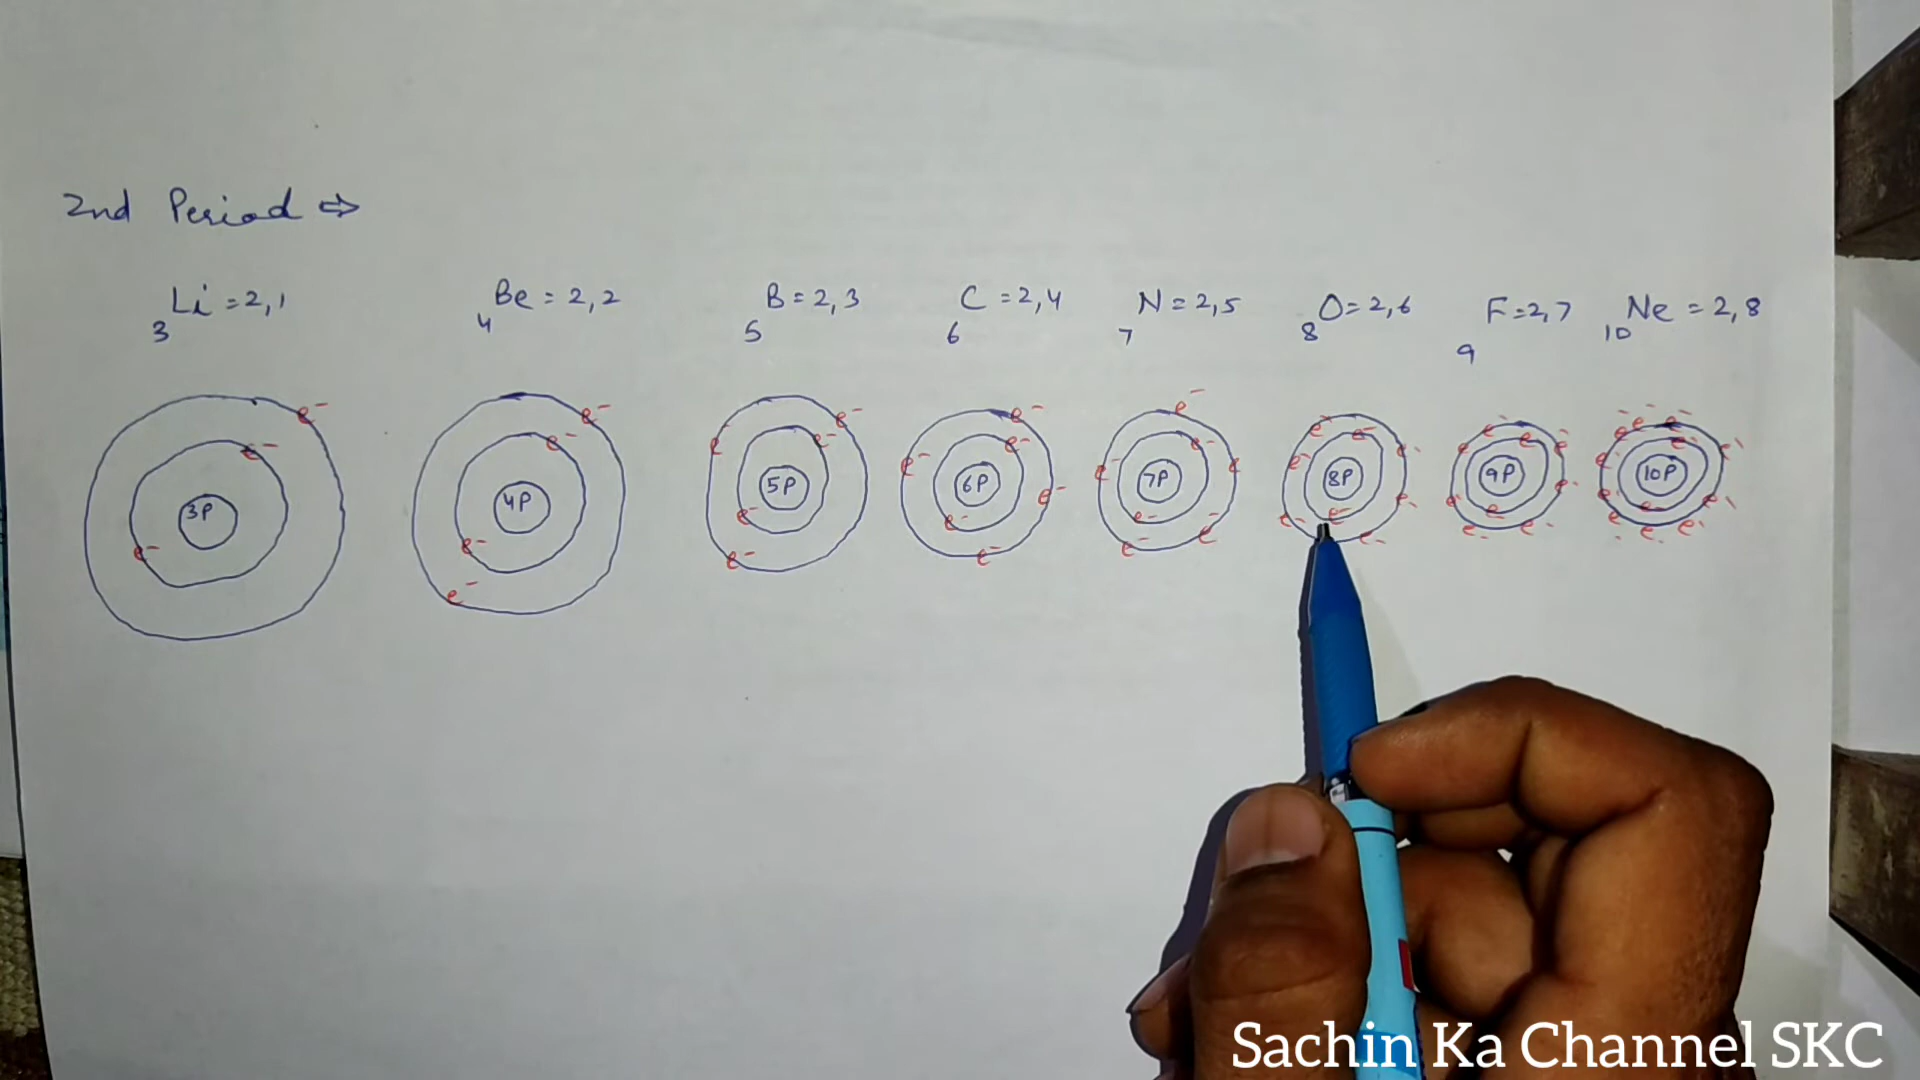 2nd Period ⇒
3Li = 2,1
4Be = 2,2
5B = 2,3
6C = 2,4
7N = 2,5
8O = 2,6
9F = 2,7
10Ne = 2,8
e- e- e- 3P
e- e- e- e- 4P
e- e- e- e- e- 5P
e- e- e- e- e- e- 6P
e- e- e- e- e- e- e- 7P
e- e- e- e- e- e- e- e- 8P
e- e- e- e- e- e- e- e- e- 9P
e- e- e- e- e- e- e- e- e- e- 10P
Sachin Ka Channel SKC